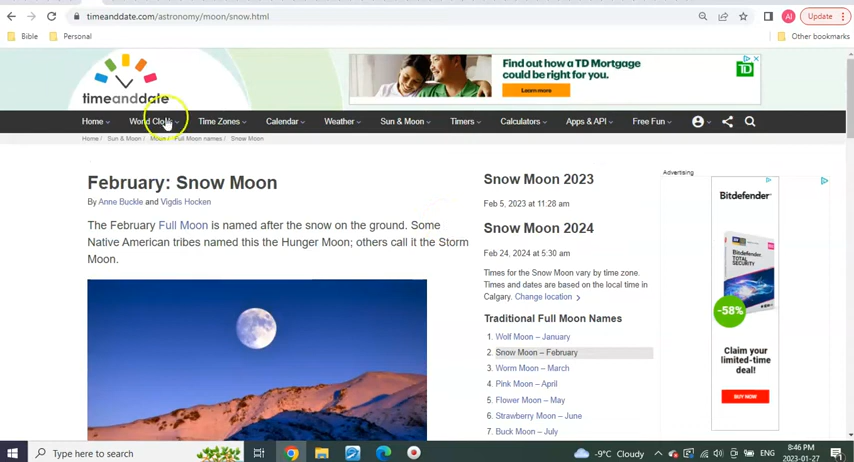 timeanddate.com/astronomy/moon/snow.html
AI
Update
Bible
Personal
Other bookmarks
timeanddate
Find out how a TD Mortgage
could be right for you!
Learn more
TD
Home
World Clock
Time Zones
Calendar
Weather
Sun & Moon
Timers
Calculators
Apps & API
Free Fun
Home / Sun & Moon / Moon / Full Moon names / Snow Moon
February: Snow Moon
By Anne Buckle and Vigdis Hocken
The February Full Moon is named after the snow on the ground. Some
Native American tribes named this the Hunger Moon; others call it the Storm
Moon.
Snow Moon 2023
Feb 5, 2023 at 11:28 am
Snow Moon 2024
Feb 24, 2024 at 5:30 am
Times for the Snow Moon vary by time zone.
Times and dates are based on the local time in
Calgary. Change location
Traditional Full Moon Names
1. Wolf Moon – January
2. Snow Moon – February
3. Worm Moon – March
4. Pink Moon – April
5. Flower Moon – May
6. Strawberry Moon – June
7. Buck Moon – July
Advertising
Bitdefender
Bitdefender
TOTAL
SECURITY
-58%
Claim your
limited-time
deal!
BUY NOW
Type here to search
-9°C Cloudy
ENG
8:46 PM
2023-01-27